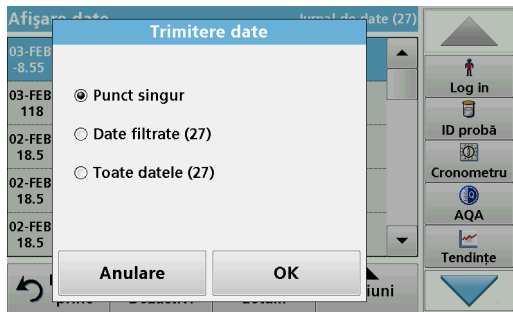 Afișare date
Jurnal de date (27)
Trimitere date
03-FEB
-8.55
03-FEB
118
02-FEB
18.5
02-FEB
18.5
02-FEB
18.5
Punct singur
Date filtrate (27)
Toate datele (27)
Anulare
OK
Log in
ID probă
Cronometru
AQA
Tendințe